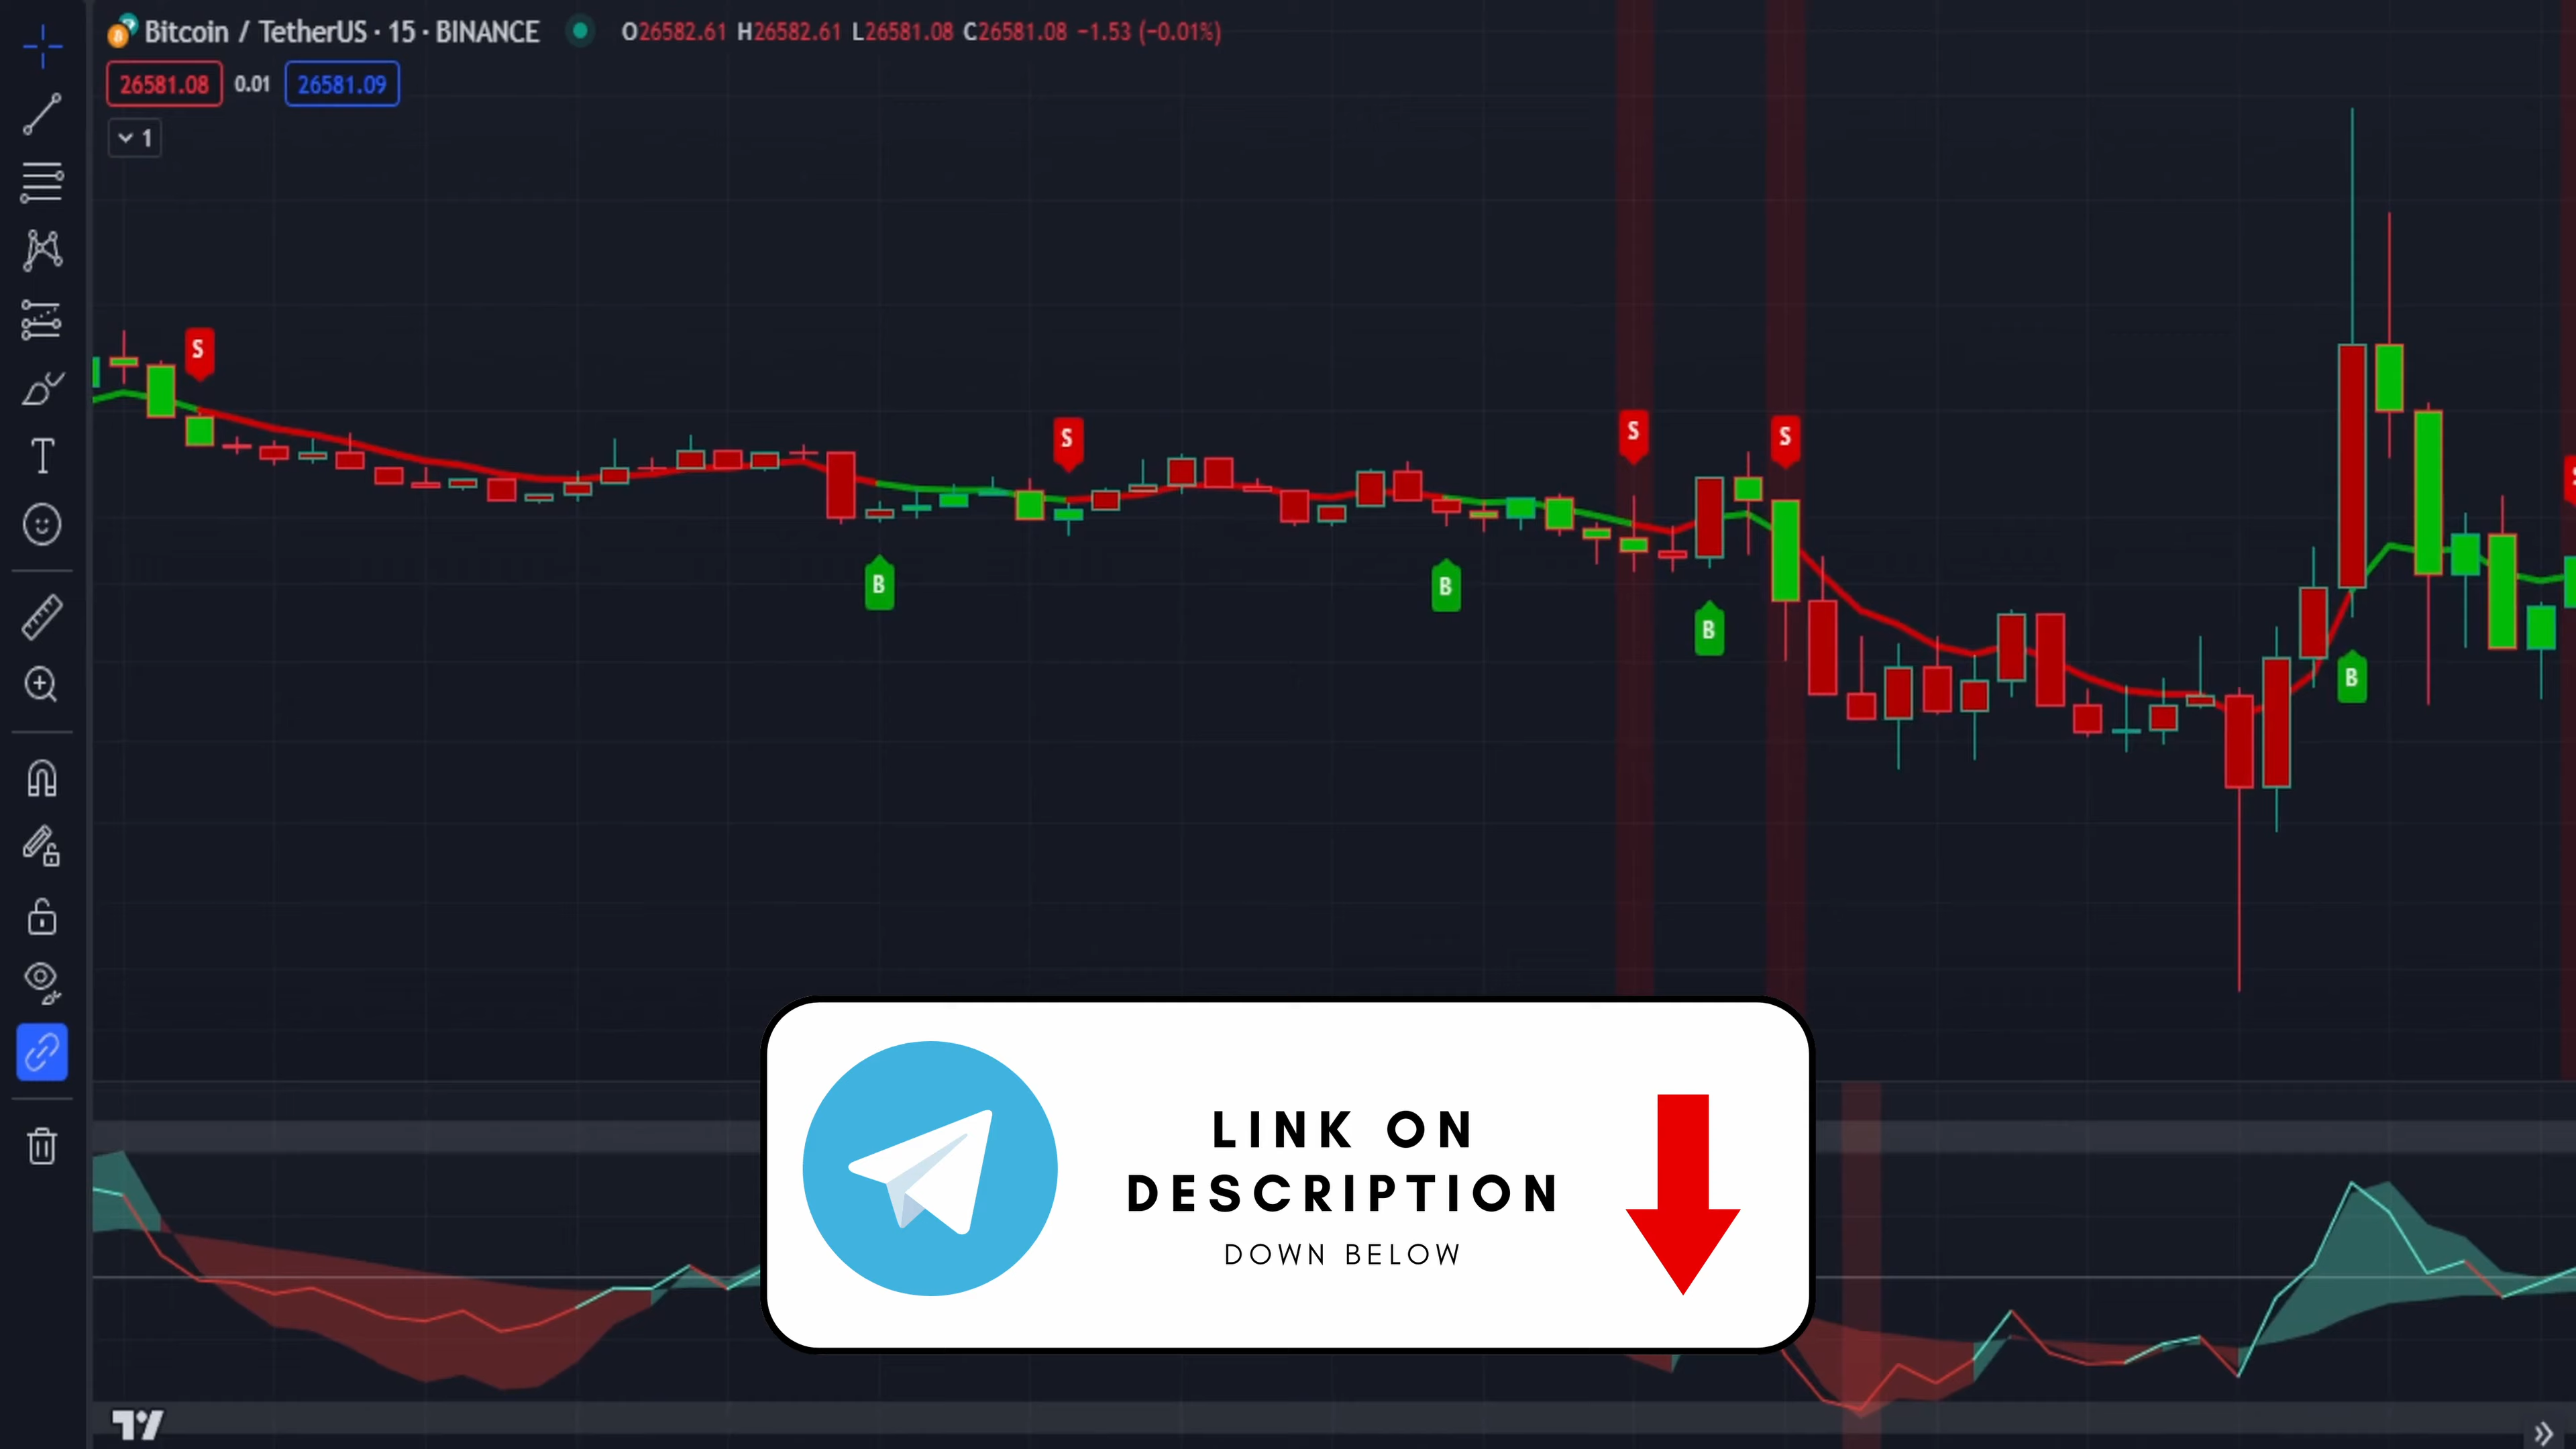 Bitcoin / TetherUS · 15 · BINANCE
O26582.61 H26582.61 L26581.08 C26581.08 −1.53 (−0.01%)
26581.08 0.01 26581.09
1
S
S
S
S
S
B
B
B
B
LINK ON
DESCRIPTION
DOWN BELOW